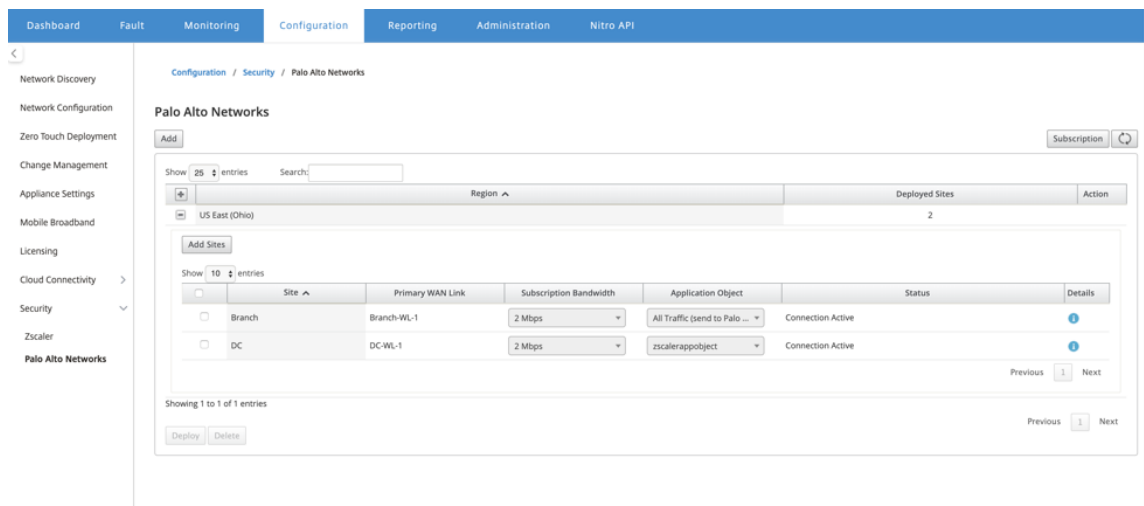 Dashboard Fault Monitoring Configuration Reporting Administration Nitro API
Network Discovery
Network Configuration
Zero Touch Deployment
Change Management
Appliance Settings
Mobile Broadband
Licensing
Cloud Connectivity
Security
Zscaler
Palo Alto Networks
Configuration / Security / Palo Alto Networks
Palo Alto Networks
Add Subscription
Show 25 entries Search:
Region Deployed Sites Action
US East (Ohio) 2
Add Sites
Show 10 entries
Site Primary WAN Link Subscription Bandwidth Application Object Status Details
Branch Branch-WL-1 2 Mbps All Traffic (send to Palo ... Connection Active
DC DC-WL-1 2 Mbps zscalerappobject Connection Active
Previous 1 Next
Showing 1 to 1 of 1 entries
Previous 1 Next
Deploy Delete